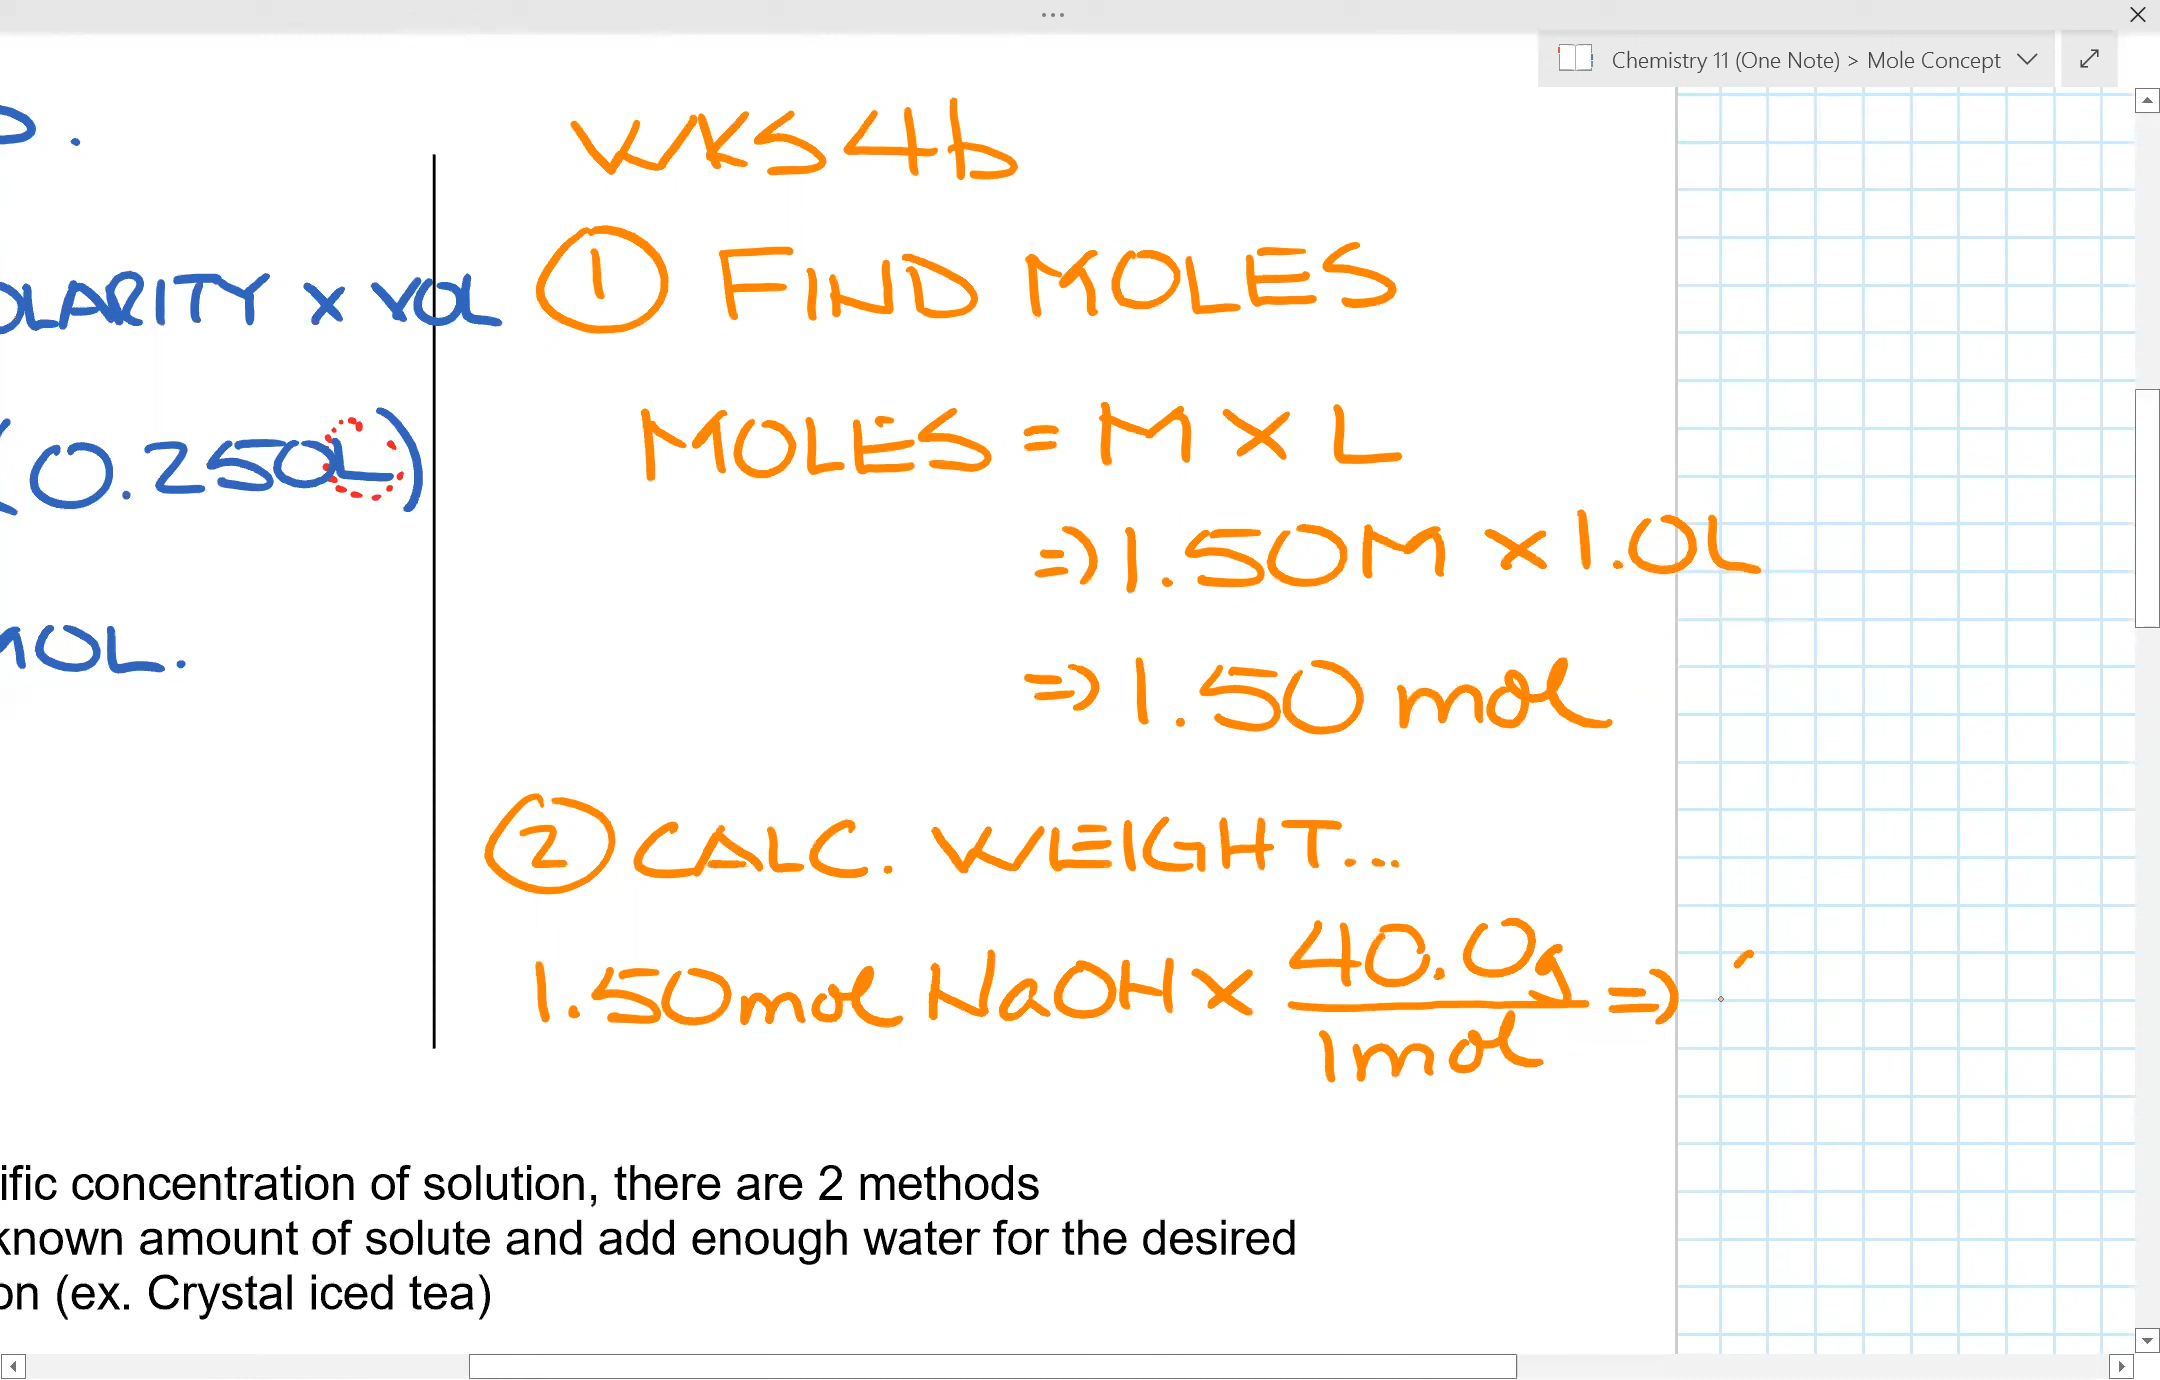 Chemistry 11 (One Note) > Mole Concept
WKS 4b
OLARITY X VOL
(0.250L)
MOL.
① FIND MOLES
MOLES = M X L
=> 1.50M x 1.0L
=> 1.50 mol
② CALC. WEIGHT...
1.50mol NaOH x 40.0g =>
1mol
ific concentration of solution, there are 2 methods
known amount of solute and add enough water for the desired
on (ex. Crystal iced tea)